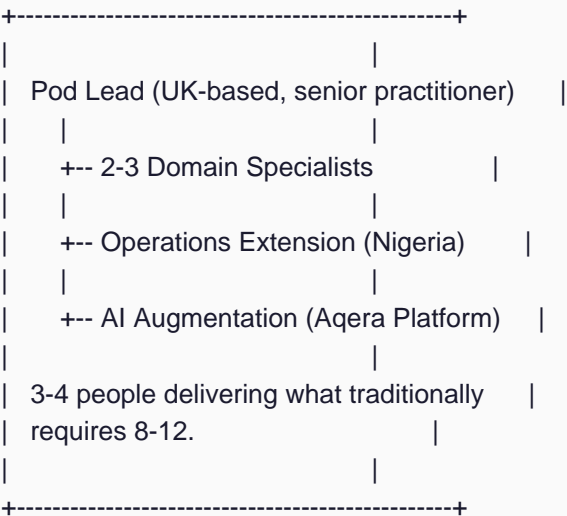 +-------------------------------------------------+
|                                                 |
|   Pod Lead (UK-based, senior practitioner)      |
|     |                                           |
|     +-- 2-3 Domain Specialists            |
|     |                                           |
|     +-- Operations Extension (Nigeria)       |
|     |                                           |
|     +-- AI Augmentation (Aqera Platform)    |
|                                                 |
|  3-4 people delivering what traditionally      |
|  requires 8-12.                          |
|                                                 |
+-------------------------------------------------+